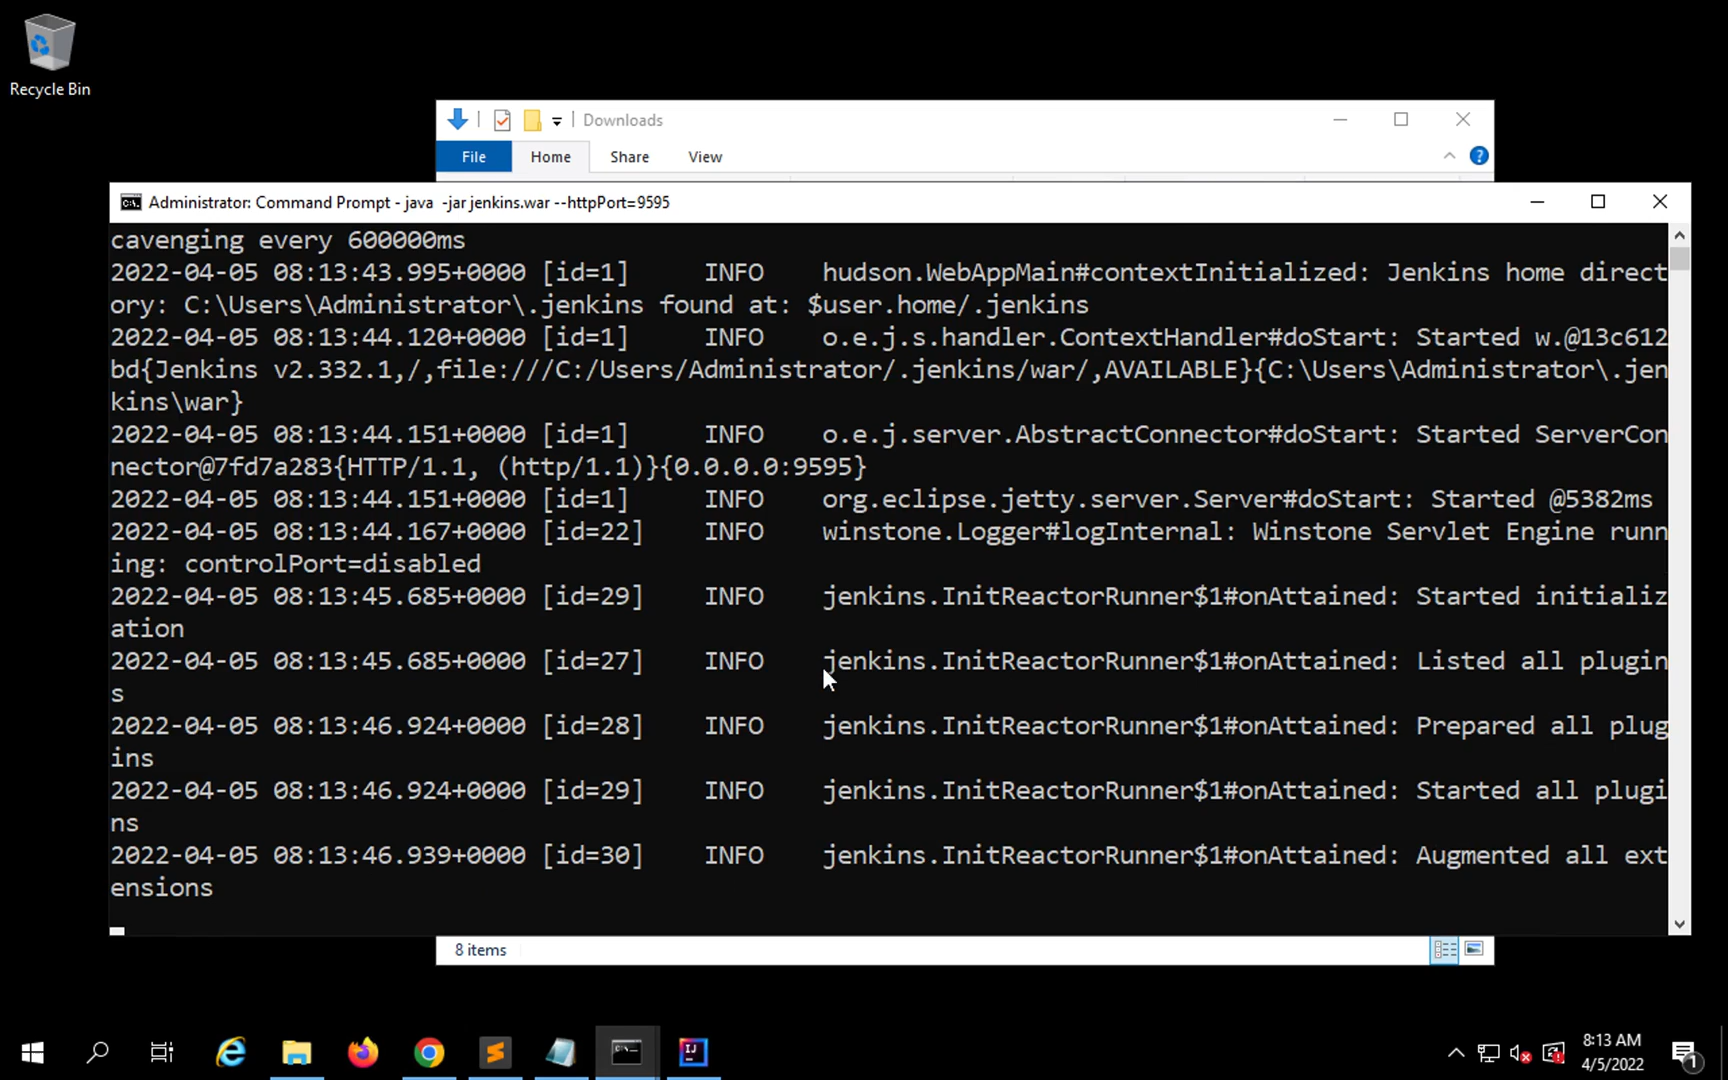 Recycle Bin
Downloads
File
Home
Share
View
Administrator: Command Prompt - java  -jar jenkins.war --httpPort=9595
cavenging every 600000ms
2022-04-05 08:13:43.995+0000 [id=1]     INFO    hudson.WebAppMain#contextInitialized: Jenkins home direct
ory: C:\Users\Administrator\.jenkins found at: $user.home/.jenkins
2022-04-05 08:13:44.120+0000 [id=1]     INFO    o.e.j.s.handler.ContextHandler#doStart: Started w.@13c612
bd{Jenkins v2.332.1,/,file:///C:/Users/Administrator/.jenkins/war/,AVAILABLE}{C:\Users\Administrator\.jen
kins\war}
2022-04-05 08:13:44.151+0000 [id=1]     INFO    o.e.j.server.AbstractConnector#doStart: Started ServerCon
nector@7fd7a283{HTTP/1.1, (http/1.1)}{0.0.0.0:9595}
2022-04-05 08:13:44.151+0000 [id=1]     INFO    org.eclipse.jetty.server.Server#doStart: Started @5382ms
2022-04-05 08:13:44.167+0000 [id=22]    INFO    winstone.Logger#logInternal: Winstone Servlet Engine runn
ing: controlPort=disabled
2022-04-05 08:13:45.685+0000 [id=29]    INFO    jenkins.InitReactorRunner$1#onAttained: Started initializ
ation
2022-04-05 08:13:45.685+0000 [id=27]    INFO    jenkins.InitReactorRunner$1#onAttained: Listed all plugin
s
2022-04-05 08:13:46.924+0000 [id=28]    INFO    jenkins.InitReactorRunner$1#onAttained: Prepared all plug
ins
2022-04-05 08:13:46.924+0000 [id=29]    INFO    jenkins.InitReactorRunner$1#onAttained: Started all plugi
ns
2022-04-05 08:13:46.939+0000 [id=30]    INFO    jenkins.InitReactorRunner$1#onAttained: Augmented all ext
ensions
8 items
8:13 AM
4/5/2022
1